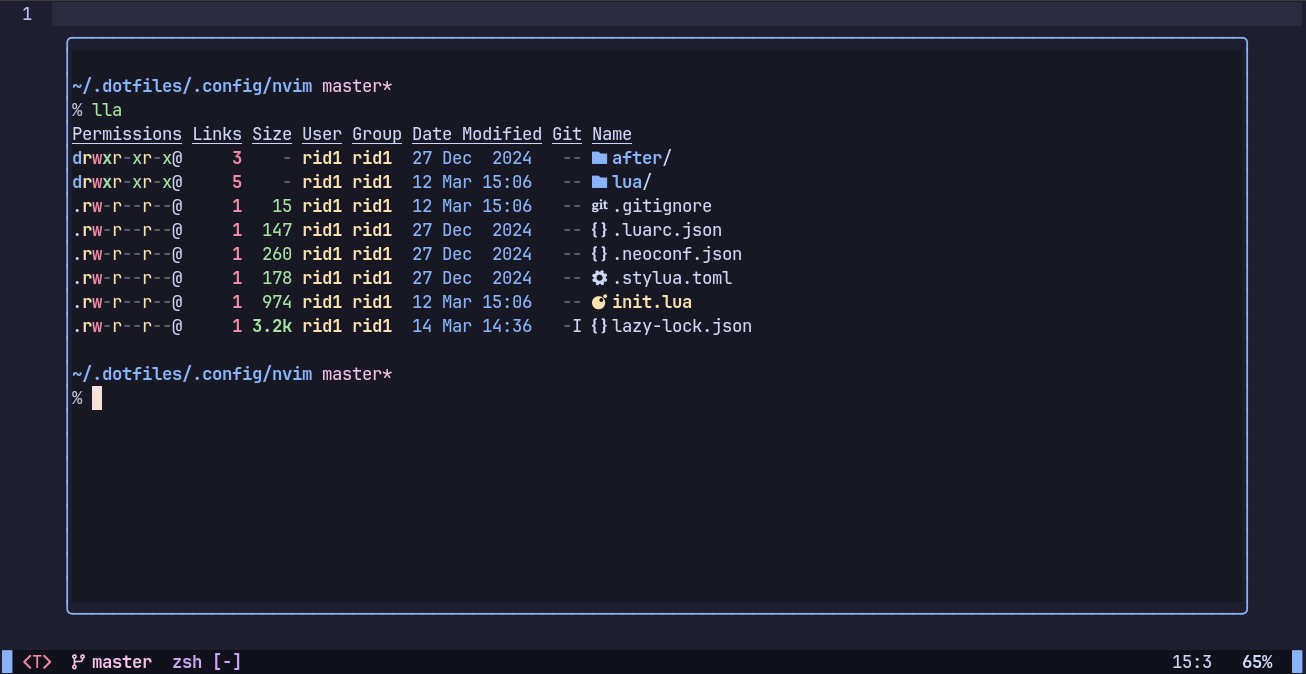 1
~/.dotfiles/.config/nvim master*
% lla
Permissions Links Size User Group Date Modified Git Name
drwxr-xr-x@ 3 - rid1 rid1 27 Dec 2024 -- after/
drwxr-xr-x@ 5 - rid1 rid1 12 Mar 15:06 -- lua/
.rw-r--r--@ 1 15 rid1 rid1 12 Mar 15:06 -- git .gitignore
.rw-r--r--@ 1 147 rid1 rid1 27 Dec 2024 -- {} .luarc.json
.rw-r--r--@ 1 260 rid1 rid1 27 Dec 2024 -- {} .neoconf.json
.rw-r--r--@ 1 178 rid1 rid1 27 Dec 2024 -- .stylua.toml
.rw-r--r--@ 1 974 rid1 rid1 12 Mar 15:06 -- init.lua
.rw-r--r--@ 1 3.2k rid1 rid1 14 Mar 14:36 -I {} lazy-lock.json
~/.dotfiles/.config/nvim master*
%
<T> master zsh [-] 15:3 65%